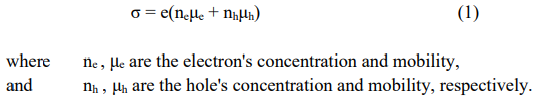 σ = e(nₑμₑ + nₕμₕ) (1)
where nₑ , μₑ are the electron's concentration and mobility,
and nₕ , μₕ are the hole's concentration and mobility, respectively.